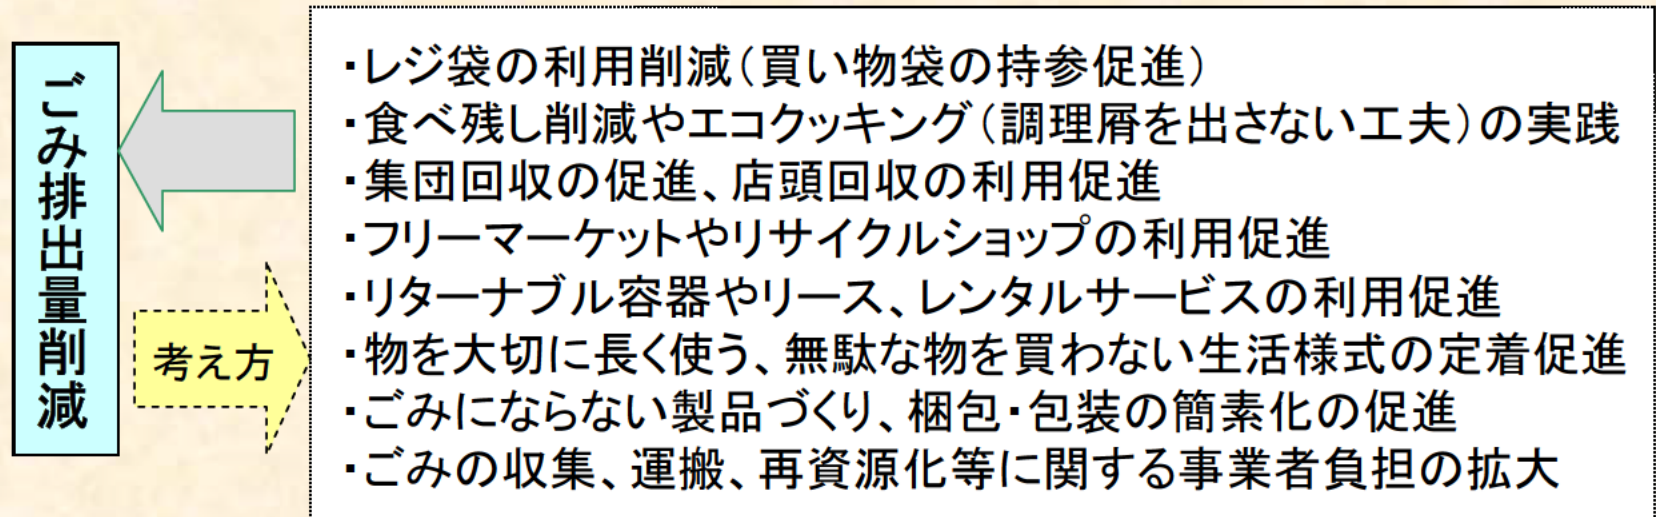 ごみ排出量削減
考え方
・レジ袋の利用削減(買い物袋の持参促進)
・食べ残し削減やエコクッキング(調理屑を出さない工夫)の実践
・集団回収の促進、店頭回収の利用促進
・フリーマーケットやリサイクルショップの利用促進
・リターナブル容器やリース、レンタルサービスの利用促進
・物を大切に長く使う、無駄な物を買わない生活様式の定着促進
・ごみにならない製品づくり、梱包・包装の簡素化の促進
・ごみの収集、運搬、再資源化等に関する事業者負担の拡大